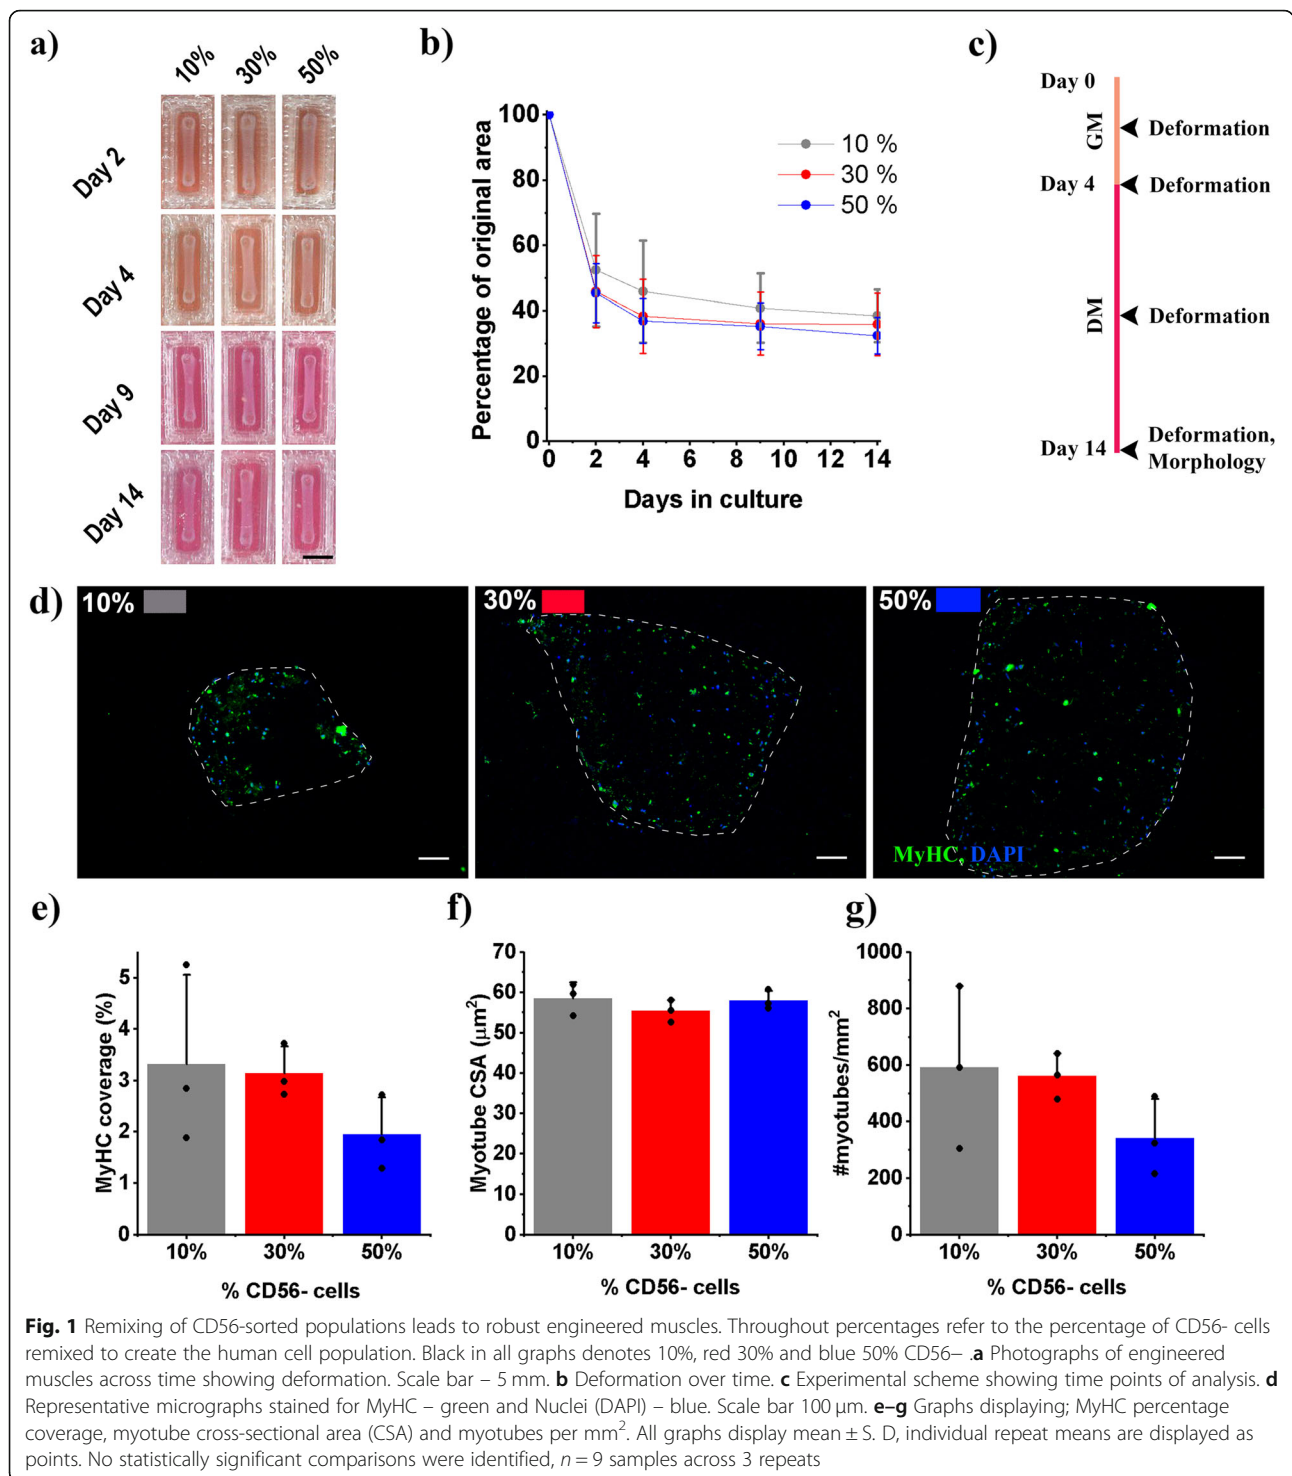 a)
10%
30%
50%
Day 2
Day 4
Day 9
Day 14
b)
Percentage of original area
100
80
60
40
20
0
0 2 4 6 8 10 12 14
Days in culture
10 %
30 %
50 %
c)
Day 0
GM
Deformation
Day 4
Deformation
DM
Deformation
Day 14
Deformation,
Morphology
d)
10%
30%
50%
MyHC, DAPI
e)
MyHC coverage (%)
5
4
3
2
1
0
10% 30% 50%
% CD56- cells
f)
Myotube CSA (µm²)
70
60
50
40
30
20
10
0
10% 30% 50%
% CD56- cells
g)
#myotubes/mm²
1000
800
600
400
200
0
10% 30% 50%
% CD56- cells
Fig. 1 Remixing of CD56-sorted populations leads to robust engineered muscles. Throughout percentages refer to the percentage of CD56- cells
remixed to create the human cell population. Black in all graphs denotes 10%, red 30% and blue 50% CD56– .a Photographs of engineered
muscles across time showing deformation. Scale bar – 5 mm. b Deformation over time. c Experimental scheme showing time points of analysis. d
Representative micrographs stained for MyHC – green and Nuclei (DAPI) – blue. Scale bar 100 µm. e–g Graphs displaying; MyHC percentage
coverage, myotube cross-sectional area (CSA) and myotubes per mm². All graphs display mean ± S. D, individual repeat means are displayed as
points. No statistically significant comparisons were identified, n = 9 samples across 3 repeats